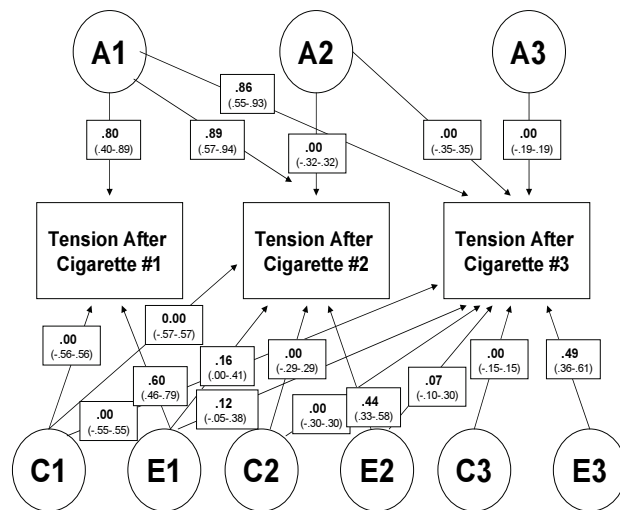 A1
A2
A3
.86
(.55-.93)
.80
(.40-.89)
.89
(.57-.94)
.00
(-.32-.32)
.00
(-.35-.35)
.00
(-.19-.19)
Tension After
Cigarette #1
Tension After
Cigarette #2
Tension After
Cigarette #3
.00
(-.56-.56)
0.00
(-.57-.57)
.16
(.00-.41)
.00
(-.29-.29)
.00
(-.15-.15)
.49
(.36-.61)
.60
(.46-.79)
.07
(-.10-.30)
.00
(-.55-.55)
.12
(-.05-.38)
.00
(-.30-.30)
.44
(.33-.58)
C1
E1
C2
E2
C3
E3